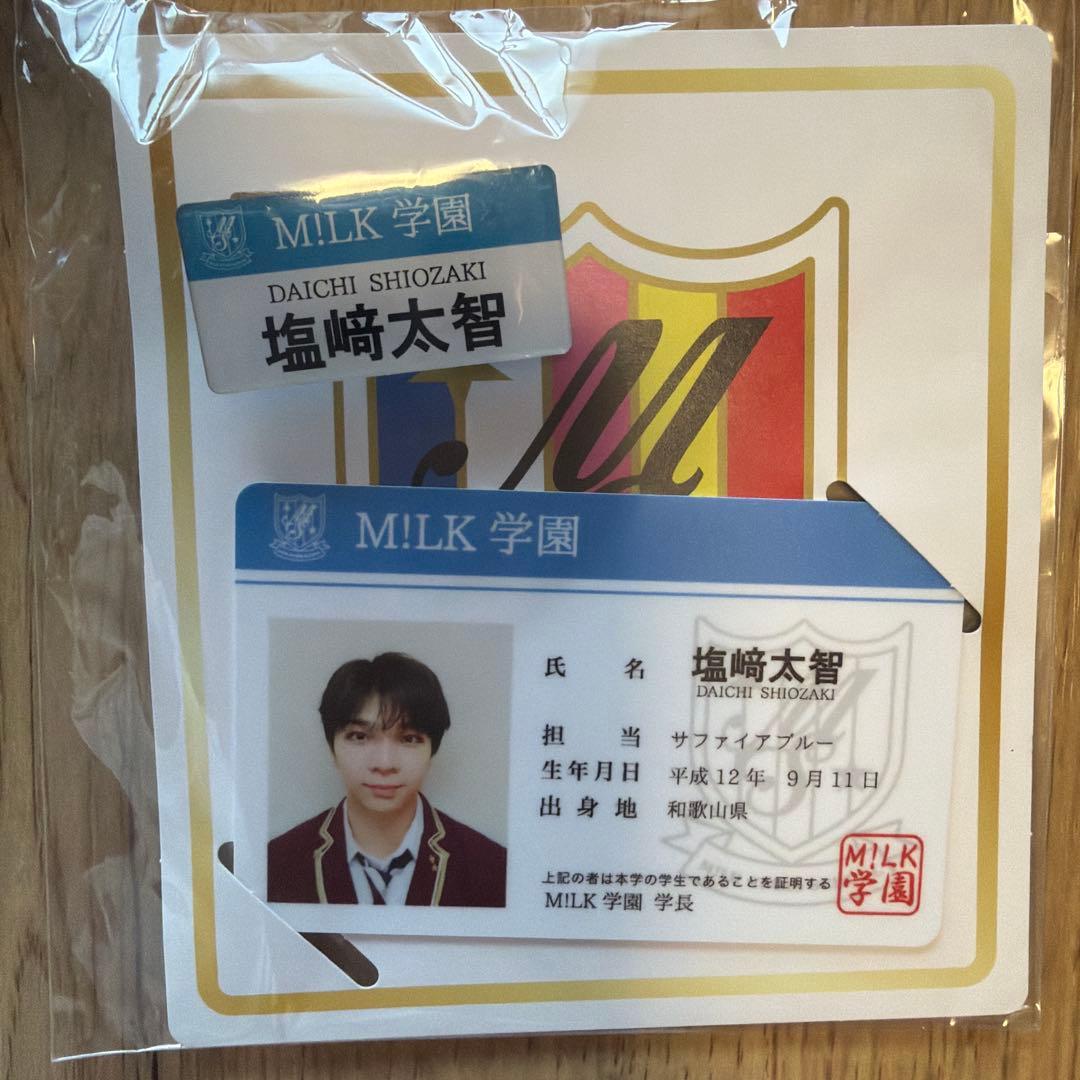 M!LK 学園
DAICHI SHIOZAKI
塩﨑太智
M
M!LK 学園
氏 名 塩﨑太智
DAICHI SHIOZAKI
担 当 サファイアブルー
生年月日 平成12年 9月11日
出 身 地 和歌山県
上記の者は本学の学生であることを証明する
M!LK 学園 学長
M!LK
学園